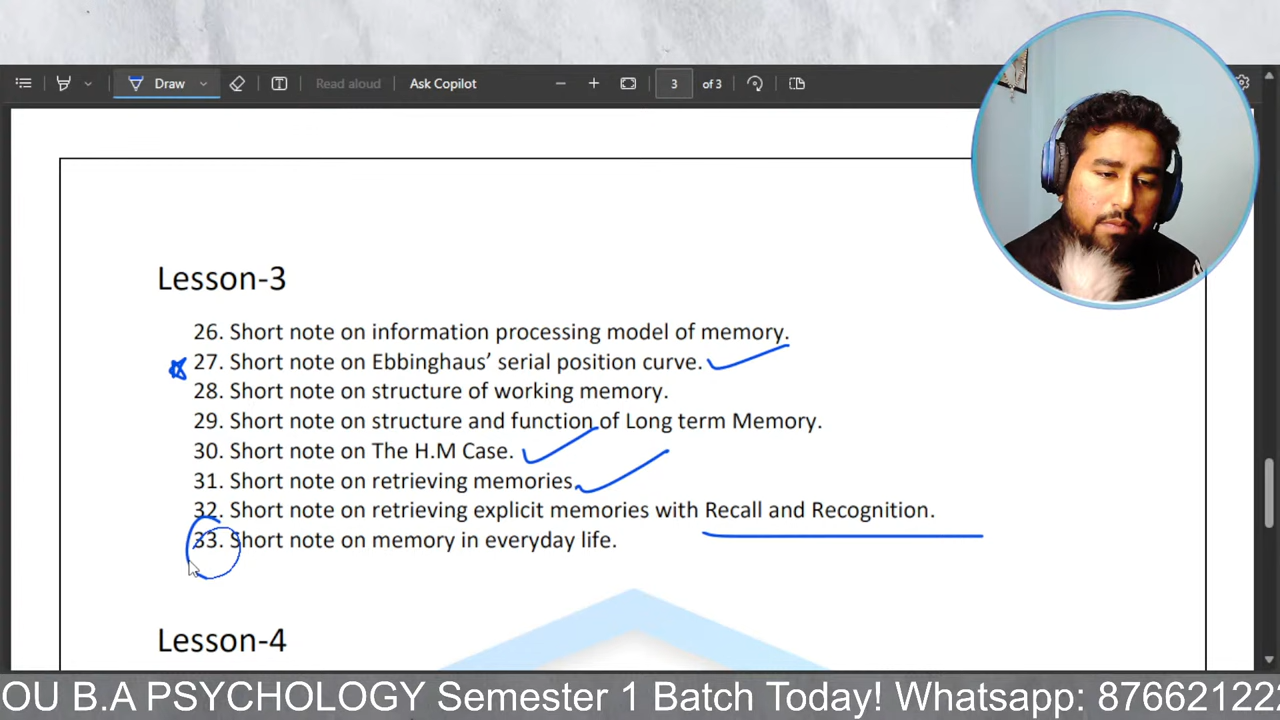 Draw
Read aloud
Ask Copilot
3
of 3
Lesson-3
26. Short note on information processing model of memory.
27. Short note on Ebbinghaus’ serial position curve.
28. Short note on structure of working memory.
29. Short note on structure and function of Long term Memory.
30. Short note on The H.M Case.
31. Short note on retrieving memories.
32. Short note on retrieving explicit memories with Recall and Recognition.
33. Short note on memory in everyday life.
Lesson-4
OU B.A PSYCHOLOGY Semester 1 Batch Today! Whatsapp: 876621222